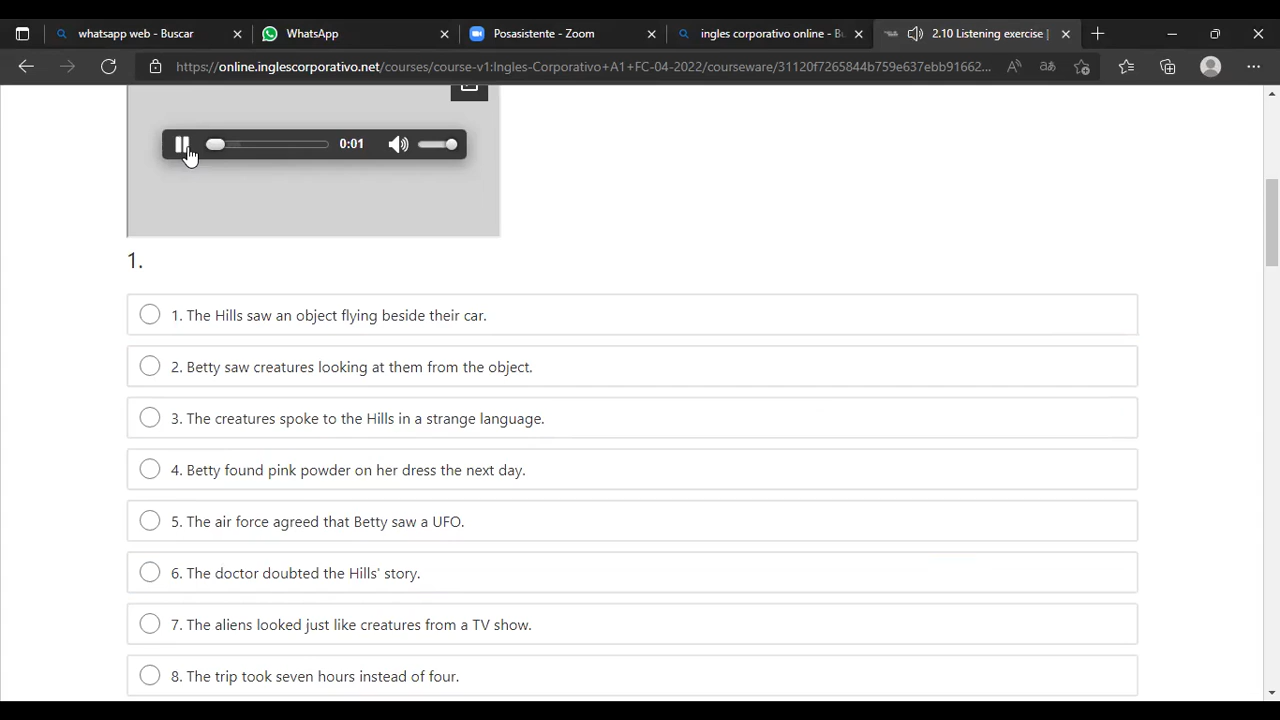 whatsapp web - Buscar
WhatsApp
Posasistente - Zoom
ingles corporativo online - Bu
2.10 Listening exercise |
https://online.inglescorporativo.net/courses/course-v1:Ingles-Corporativo+A1+FC-04-2022/courseware/31120f7265844b759e637ebb91662...
0:01
1.
1. The Hills saw an object flying beside their car.
2. Betty saw creatures looking at them from the object.
3. The creatures spoke to the Hills in a strange language.
4. Betty found pink powder on her dress the next day.
5. The air force agreed that Betty saw a UFO.
6. The doctor doubted the Hills' story.
7. The aliens looked just like creatures from a TV show.
8. The trip took seven hours instead of four.